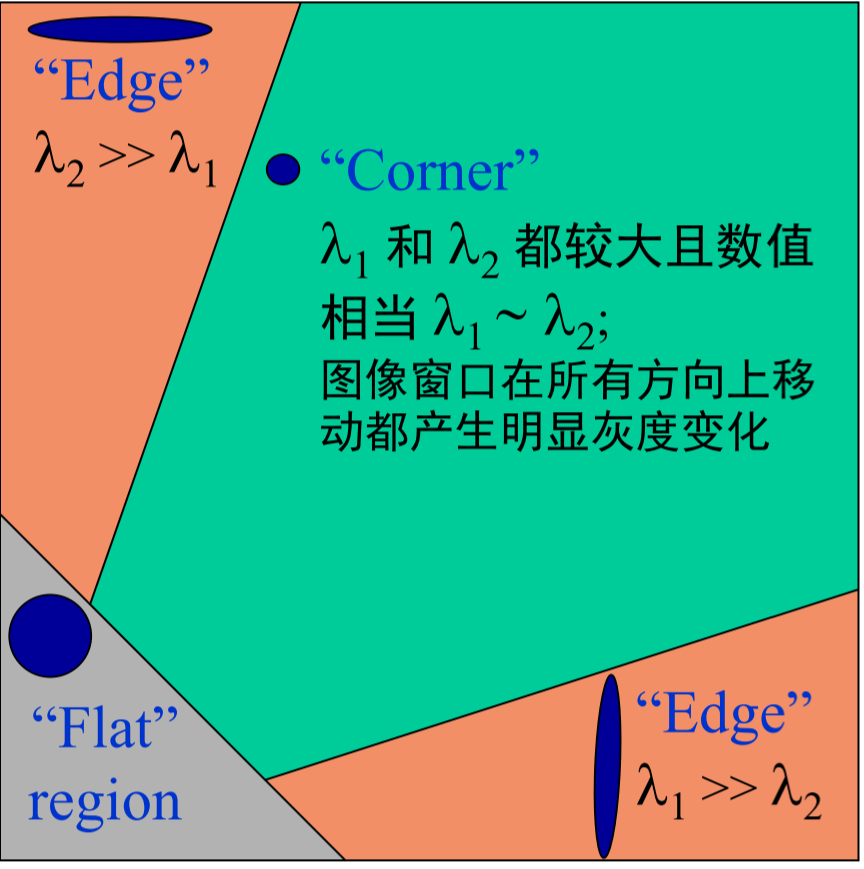 “Edge”
λ₂ >> λ₁
“Corner”
λ₁ 和 λ₂ 都较大且数值
相当 λ₁ ~ λ₂;
图像窗口在所有方向上移
动都产生明显灰度变化
“Flat”
region
“Edge”
λ₁ >> λ₂